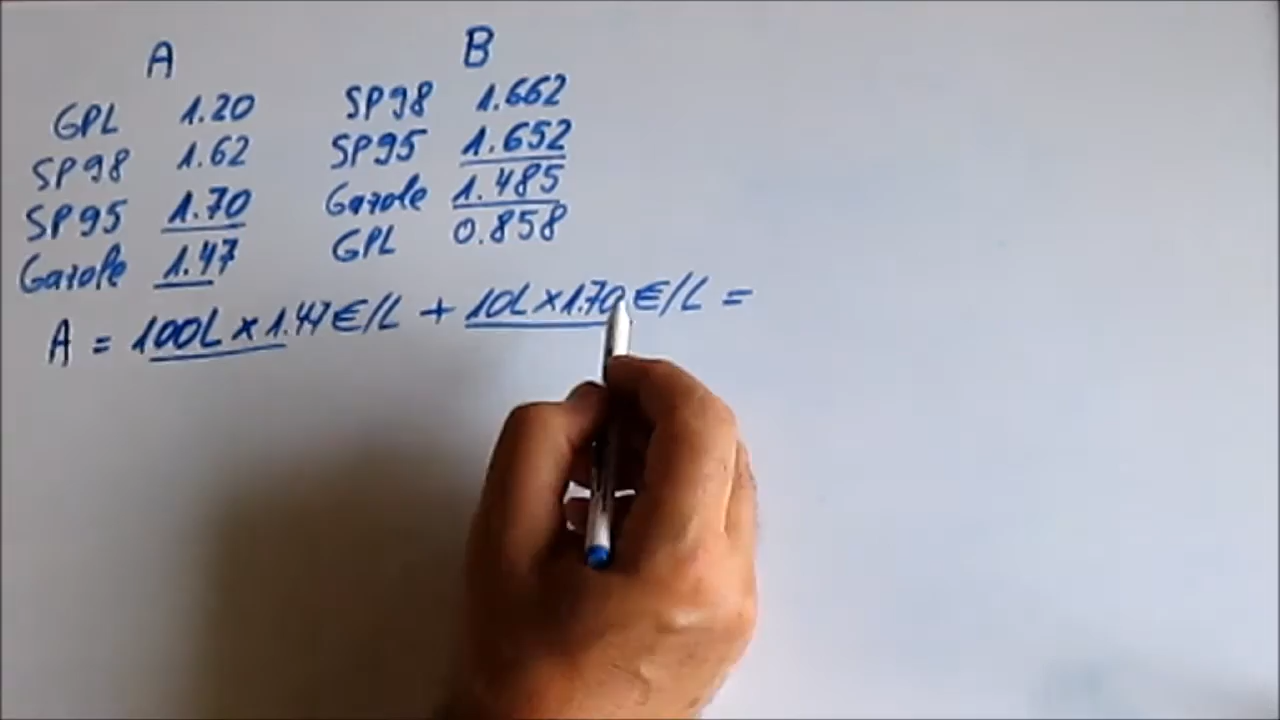 A
GPL 1.20
SP98 1.62
SP95 1.70
Gazole 1.47
B
SP98 1.662
SP95 1.652
Gazole 1.485
GPL 0.858
A = 100L x 1.47€/L + 10L x 1.70€/L =